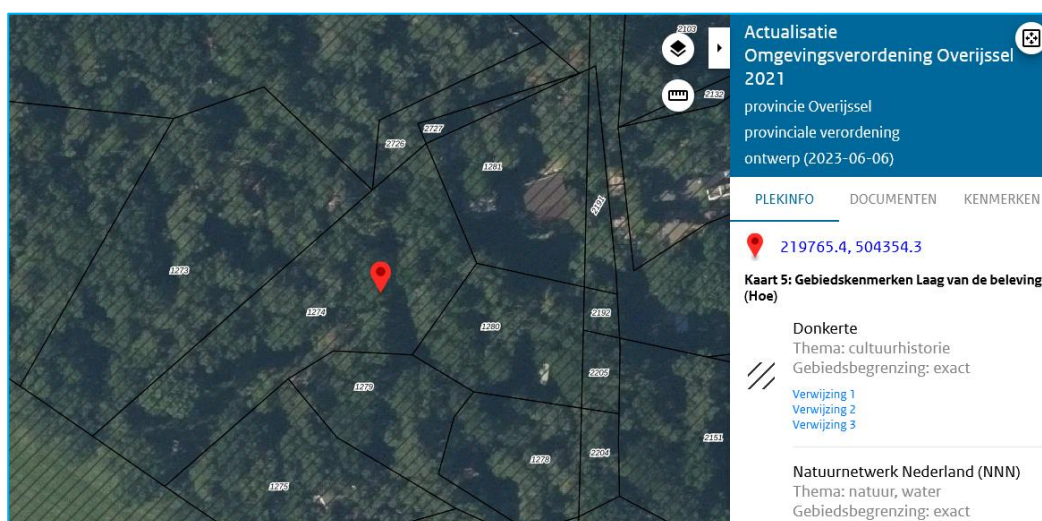 2103
2132
2727
2726
1281
2191
1273
1274
2192
1280
2205
1279
2151
2204
1278
1275
Actualisatie
Omgevingsverordening Overijssel
2021
provincie Overijssel
provinciale verordening
ontwerp (2023-06-06)
PLEKINFO DOCUMENTEN KENMERKEN
219765.4, 504354.3
Kaart 5: Gebiedskenmerken Laag van de beleving
(Hoe)
Donkerte
Thema: cultuurhistorie
Gebiedsbegrenzing: exact
Verwijzing 1
Verwijzing 2
Verwijzing 3
Natuurnetwerk Nederland (NNN)
Thema: natuur, water
Gebiedsbegrenzing: exact